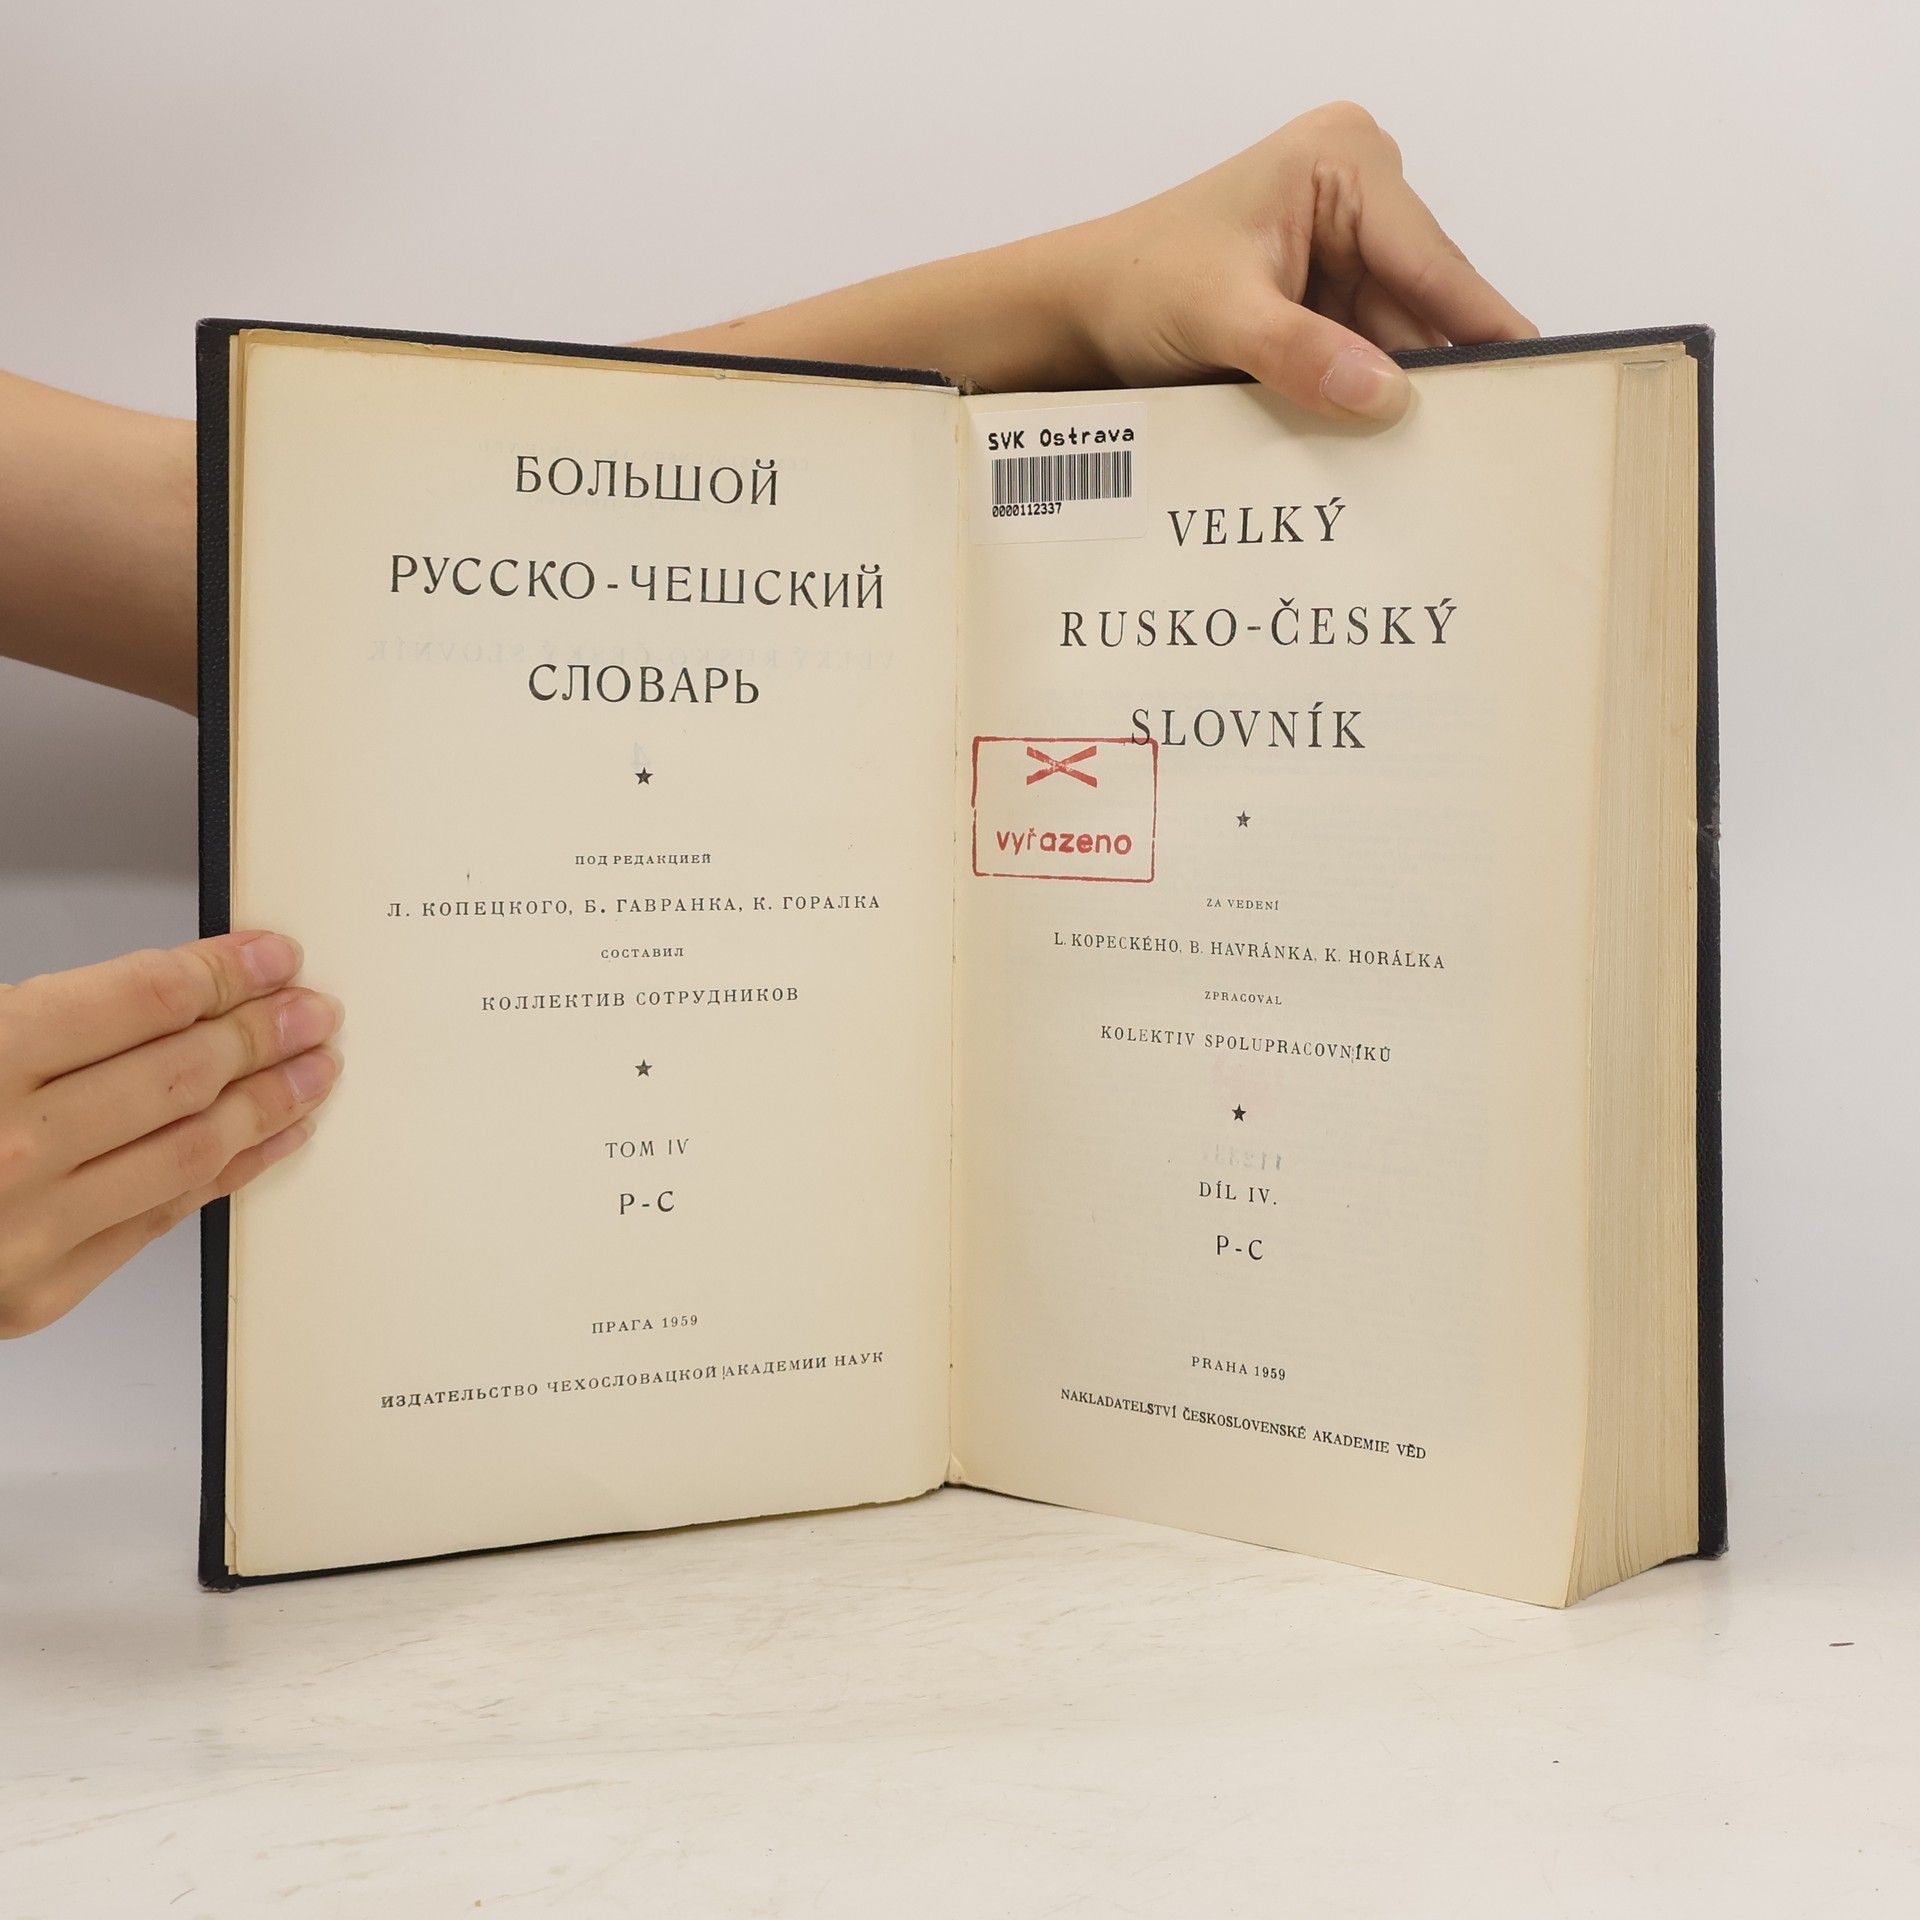 БОЛЬШОЙ
РУССКО-ЧЕШСКИЙ
СЛОВАРЬ
ПОД РЕДАКЦИЕЙ
Л. КОПЕЦКОГО, Б. ГАВРАНКА, К. ГОРАЛКА
СОСТАВИЛ
КОЛЛЕКТИВ СОТРУДНИКОВ
ТОМ IV
Р-С
ПРАГА 1959
ИЗДАТЕЛЬСТВО ЧЕХОСЛОВАЦКОЙ АКАДЕМИИ НАУК
SVK Ostrava
0000112337
VELKÝ
RUSKO-ČESKÝ
SLOVNÍK
vyřazeno
ZA VEDENÍ
L. KOPECKÉHO, B. HAVRÁNKA, K. HORÁLKA
ZPRACOVAL
KOLEKTIV SPOLUPRACOVNÍKŮ
DÍL IV.
Р-С
PRAHA 1959
NAKLADATELSTVÍ ČESKOSLOVENSKÉ AKADEMIE VĚD